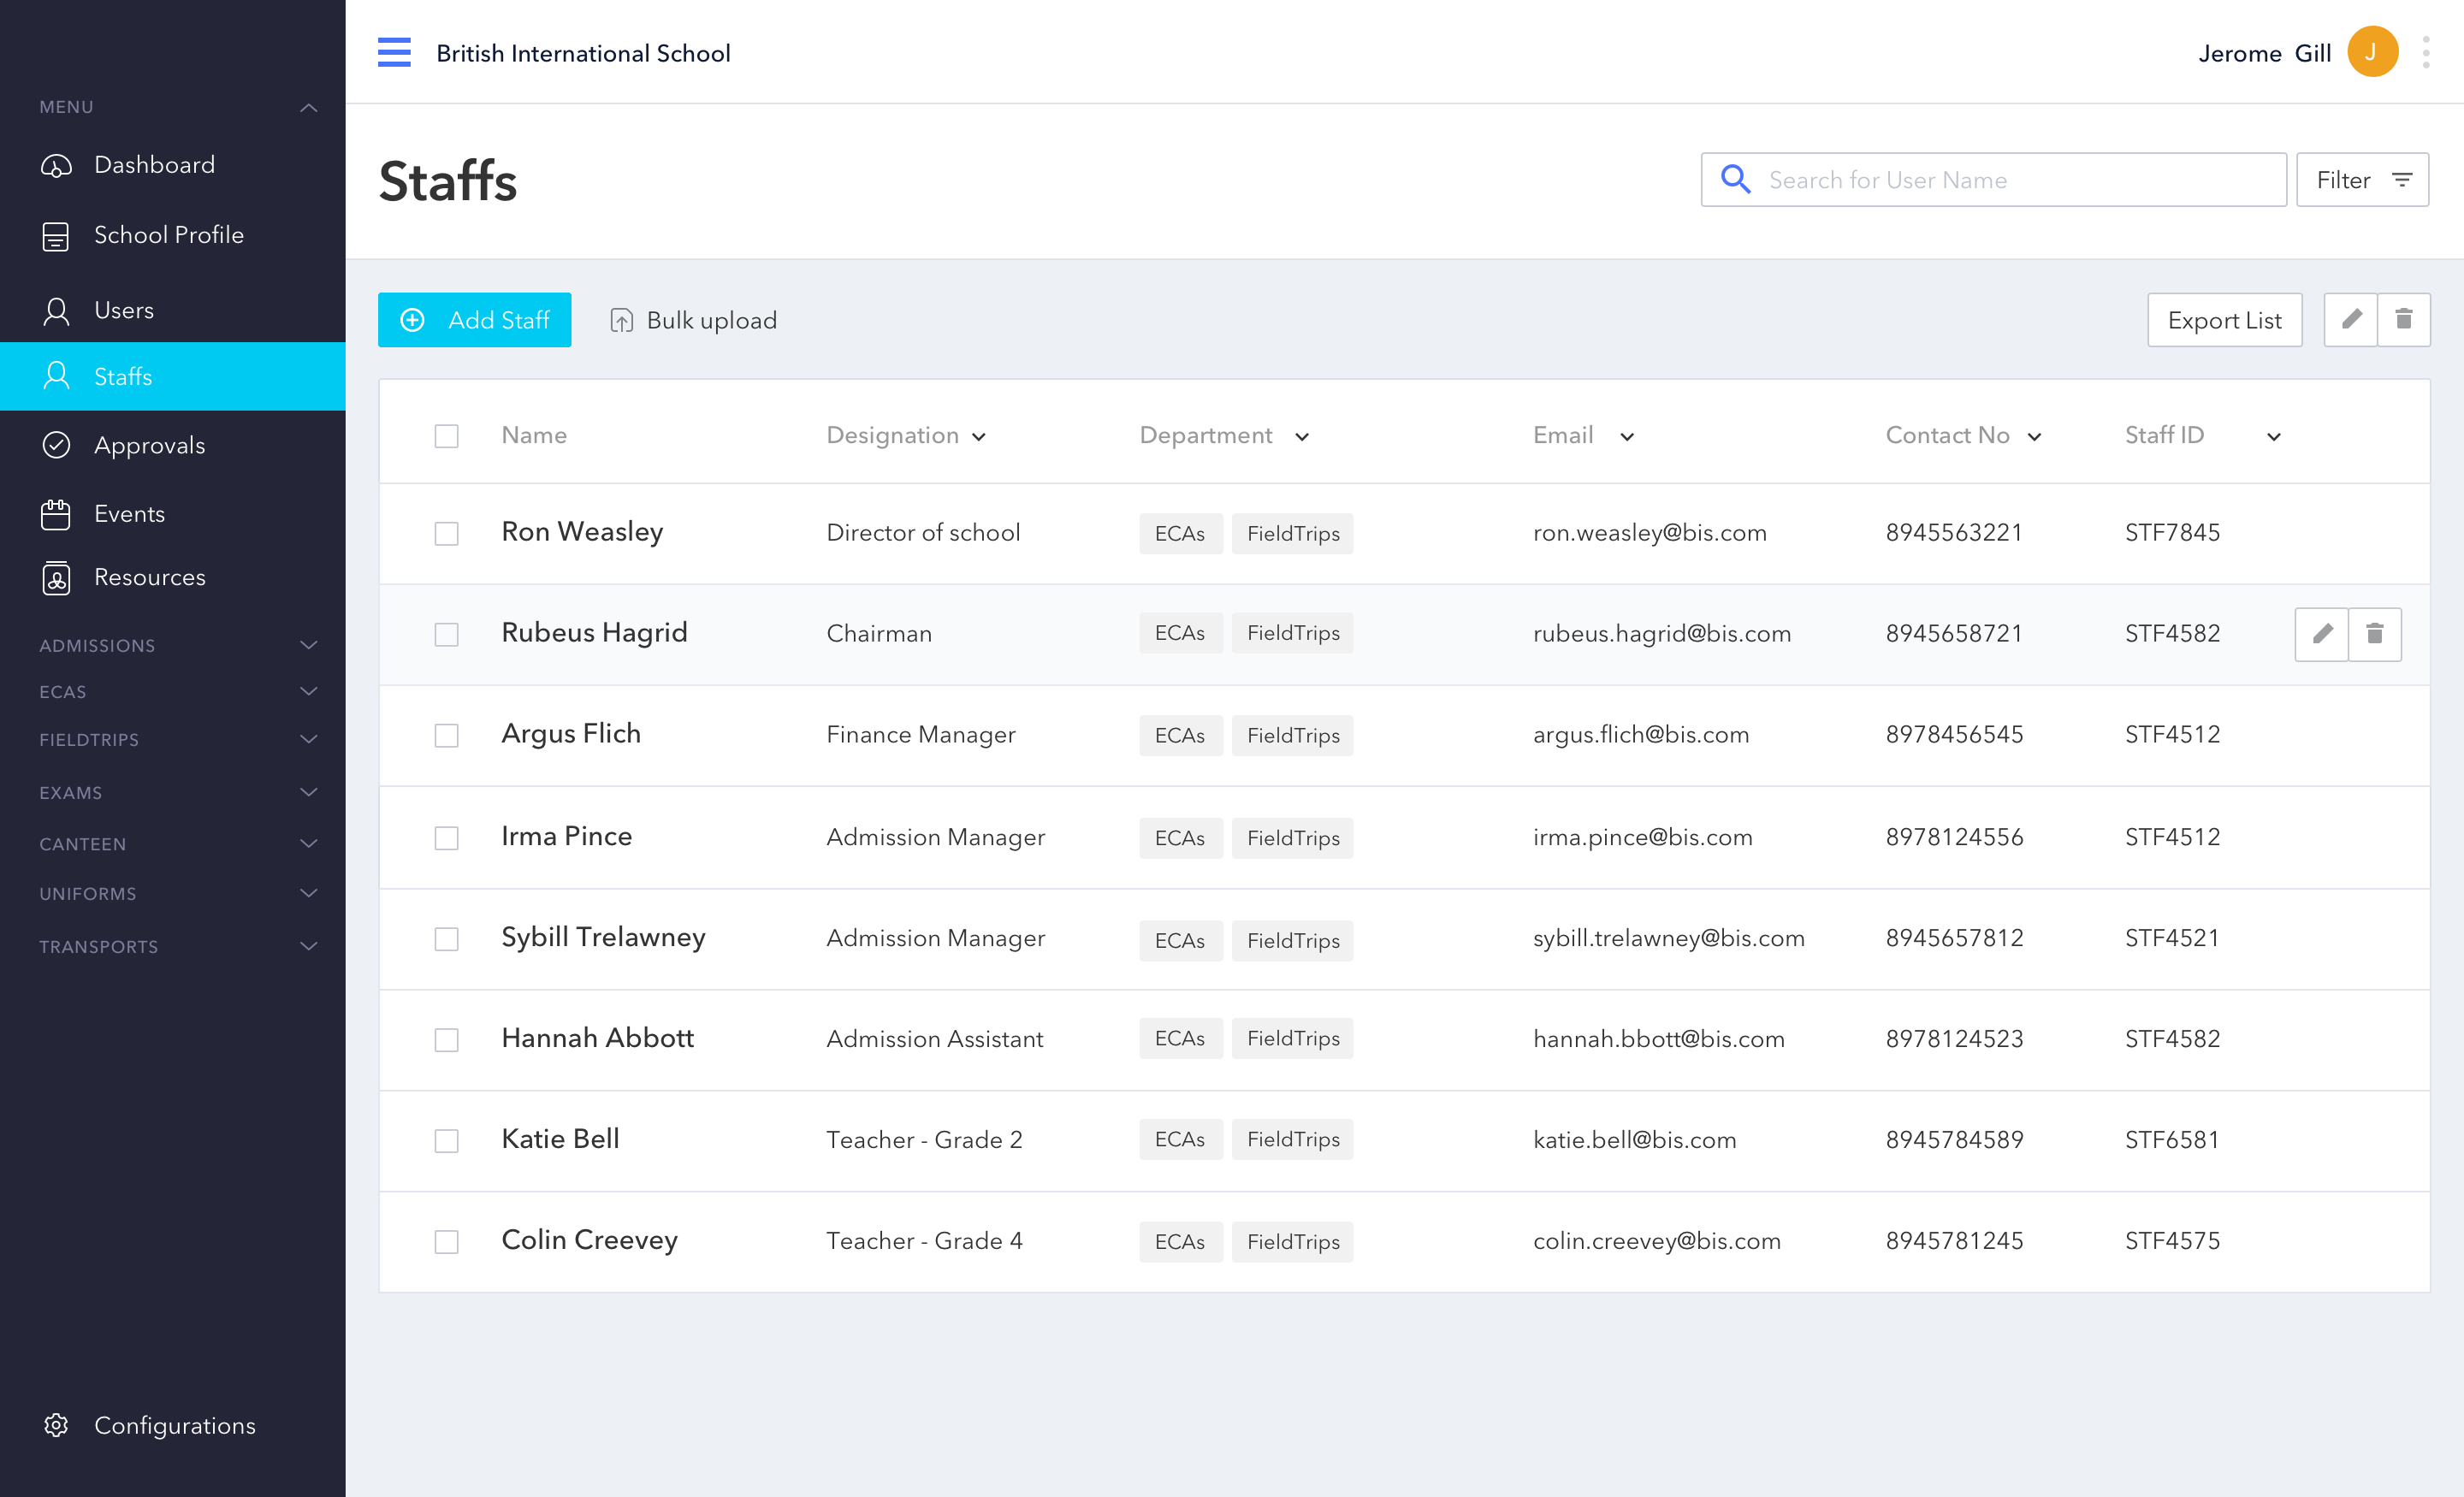 British International School
Jerome Gill
J
MENU
Dashboard
School Profile
Users
Staffs
Approvals
Events
Resources
ADMISSIONS
ECAS
FIELDTRIPS
EXAMS
CANTEEN
UNIFORMS
TRANSPORTS
Configurations
Staffs
Search for User Name
Filter
Add Staff
Bulk upload
Export List
Name Designation Department Email Contact No Staff ID
Ron Weasley Director of school ECAs FieldTrips ron.weasley@bis.com 8945563221 STF7845
Rubeus Hagrid Chairman ECAs FieldTrips rubeus.hagrid@bis.com 8945658721 STF4582
Argus Flich Finance Manager ECAs FieldTrips argus.flich@bis.com 8978456545 STF4512
Irma Pince Admission Manager ECAs FieldTrips irma.pince@bis.com 8978124556 STF4512
Sybill Trelawney Admission Manager ECAs FieldTrips sybill.trelawney@bis.com 8945657812 STF4521
Hannah Abbott Admission Assistant ECAs FieldTrips hannah.bbott@bis.com 8978124523 STF4582
Katie Bell Teacher - Grade 2 ECAs FieldTrips katie.bell@bis.com 8945784589 STF6581
Colin Creevey Teacher - Grade 4 ECAs FieldTrips colin.creevey@bis.com 8945781245 STF4575